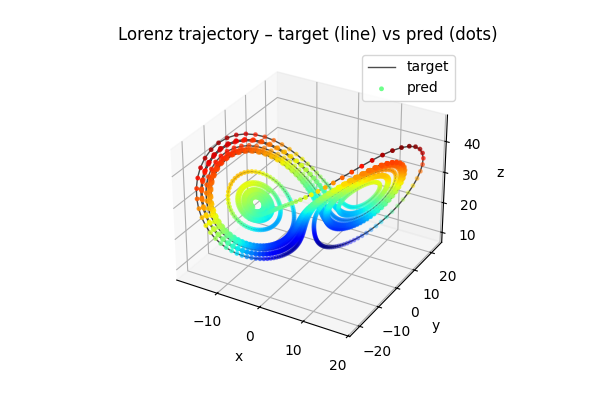 Lorenz trajectory – target (line) vs pred (dots)
target
pred
40
30
20
10
z
20
10
0
−10
−20
y
−10
0
10
20
x